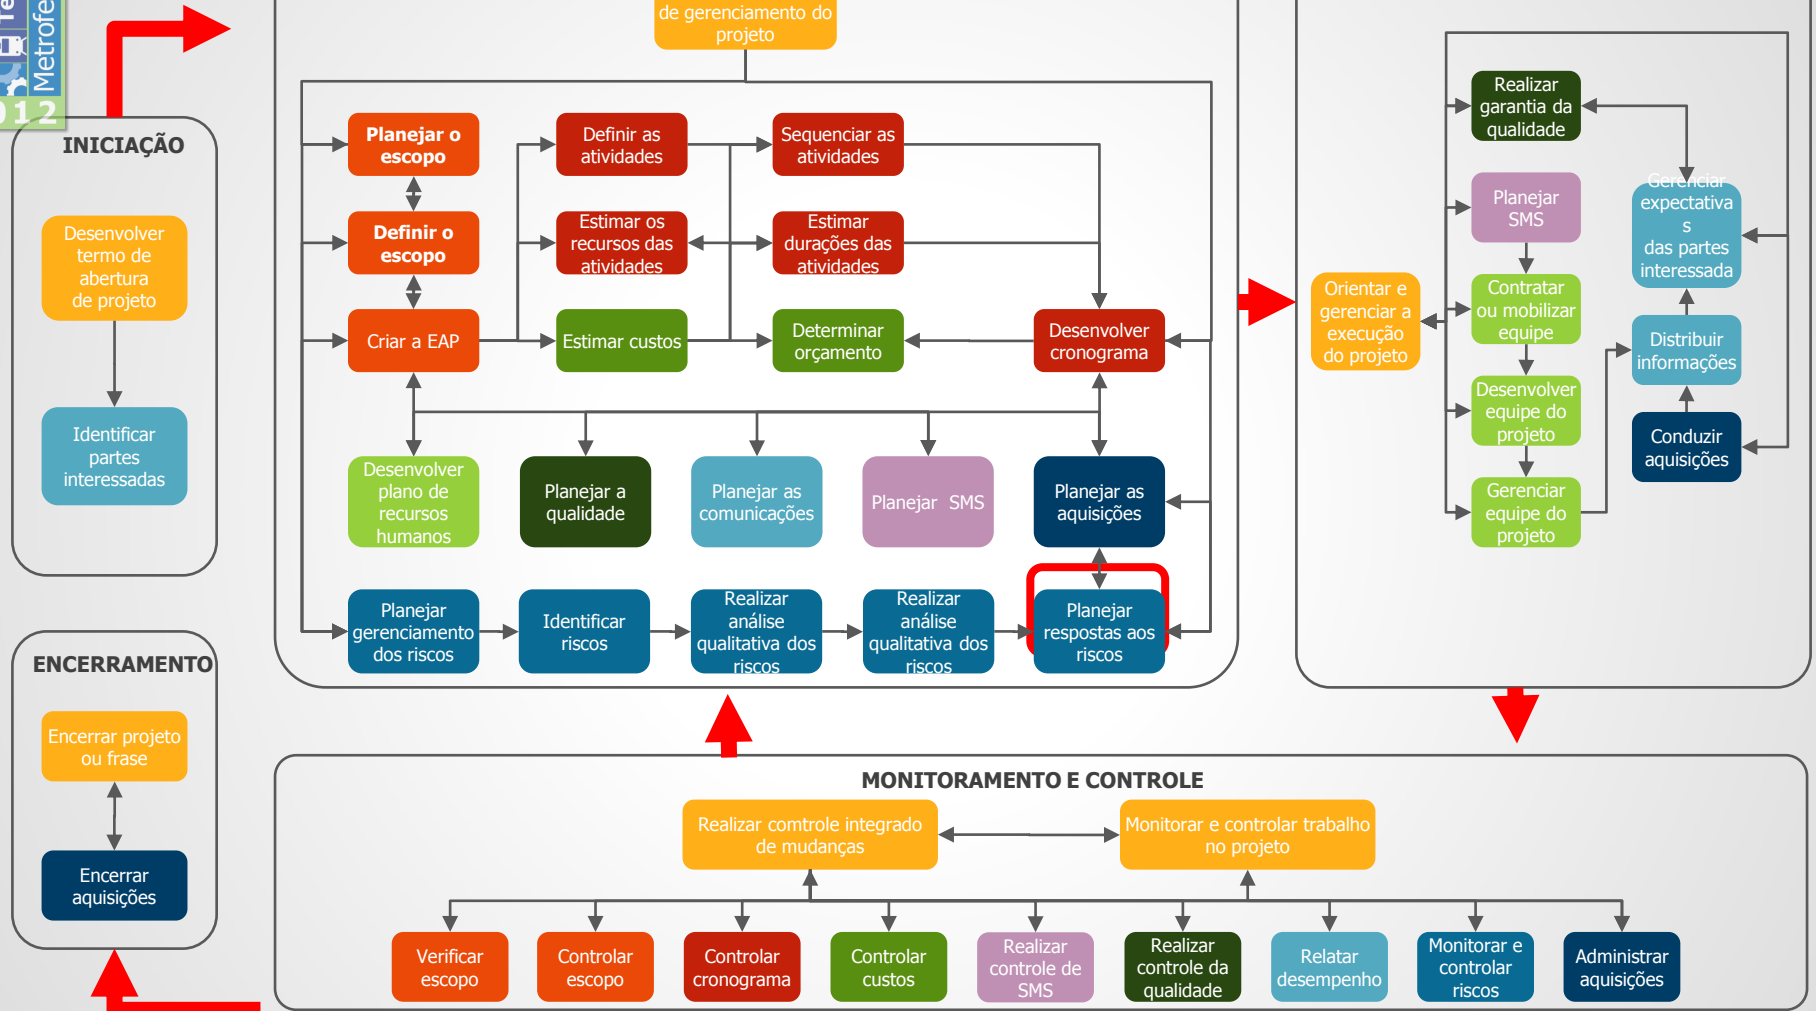 Metrofe
012
de gerenciamento do
projeto
INICIAÇÃO
Desenvolver
termo de
abertura
de projeto
Identificar
partes
interessadas
ENCERRAMENTO
Encerrar projeto
ou frase
Encerrar
aquisições
Planejar o
escopo
Definir as
atividades
Sequenciar as
atividades
Definir o
escopo
Estimar os
recursos das
atividades
Estimar
durações das
atividades
Criar a EAP
Estimar custos
Determinar
orçamento
Desenvolver
cronograma
Desenvolver
plano de
recursos
humanos
Planejar a
qualidade
Planejar as
comunicações
Planejar SMS
Planejar as
aquisições
Planejar
gerenciamento
dos riscos
Identificar
riscos
Realizar
análise
qualitativa dos
riscos
Realizar
análise
qualitativa dos
riscos
Planejar
respostas aos
riscos
Orientar e
gerenciar a
execução
do projeto
Realizar
garantia da
qualidade
Planejar
SMS
Contratar
ou mobilizar
equipe
Desenvolver
equipe do
projeto
Gerenciar
equipe do
projeto
Gerenciar
expectativa
s
das partes
interessada
Distribuir
informações
Conduzir
aquisições
MONITORAMENTO E CONTROLE
Realizar comtrole integrado
de mudanças
Monitorar e controlar trabalho
no projeto
Verificar
escopo
Controlar
escopo
Controlar
cronograma
Controlar
custos
Realizar
controle de
SMS
Realizar
controle da
qualidade
Relatar
desempenho
Monitorar e
controlar
riscos
Administrar
aquisições